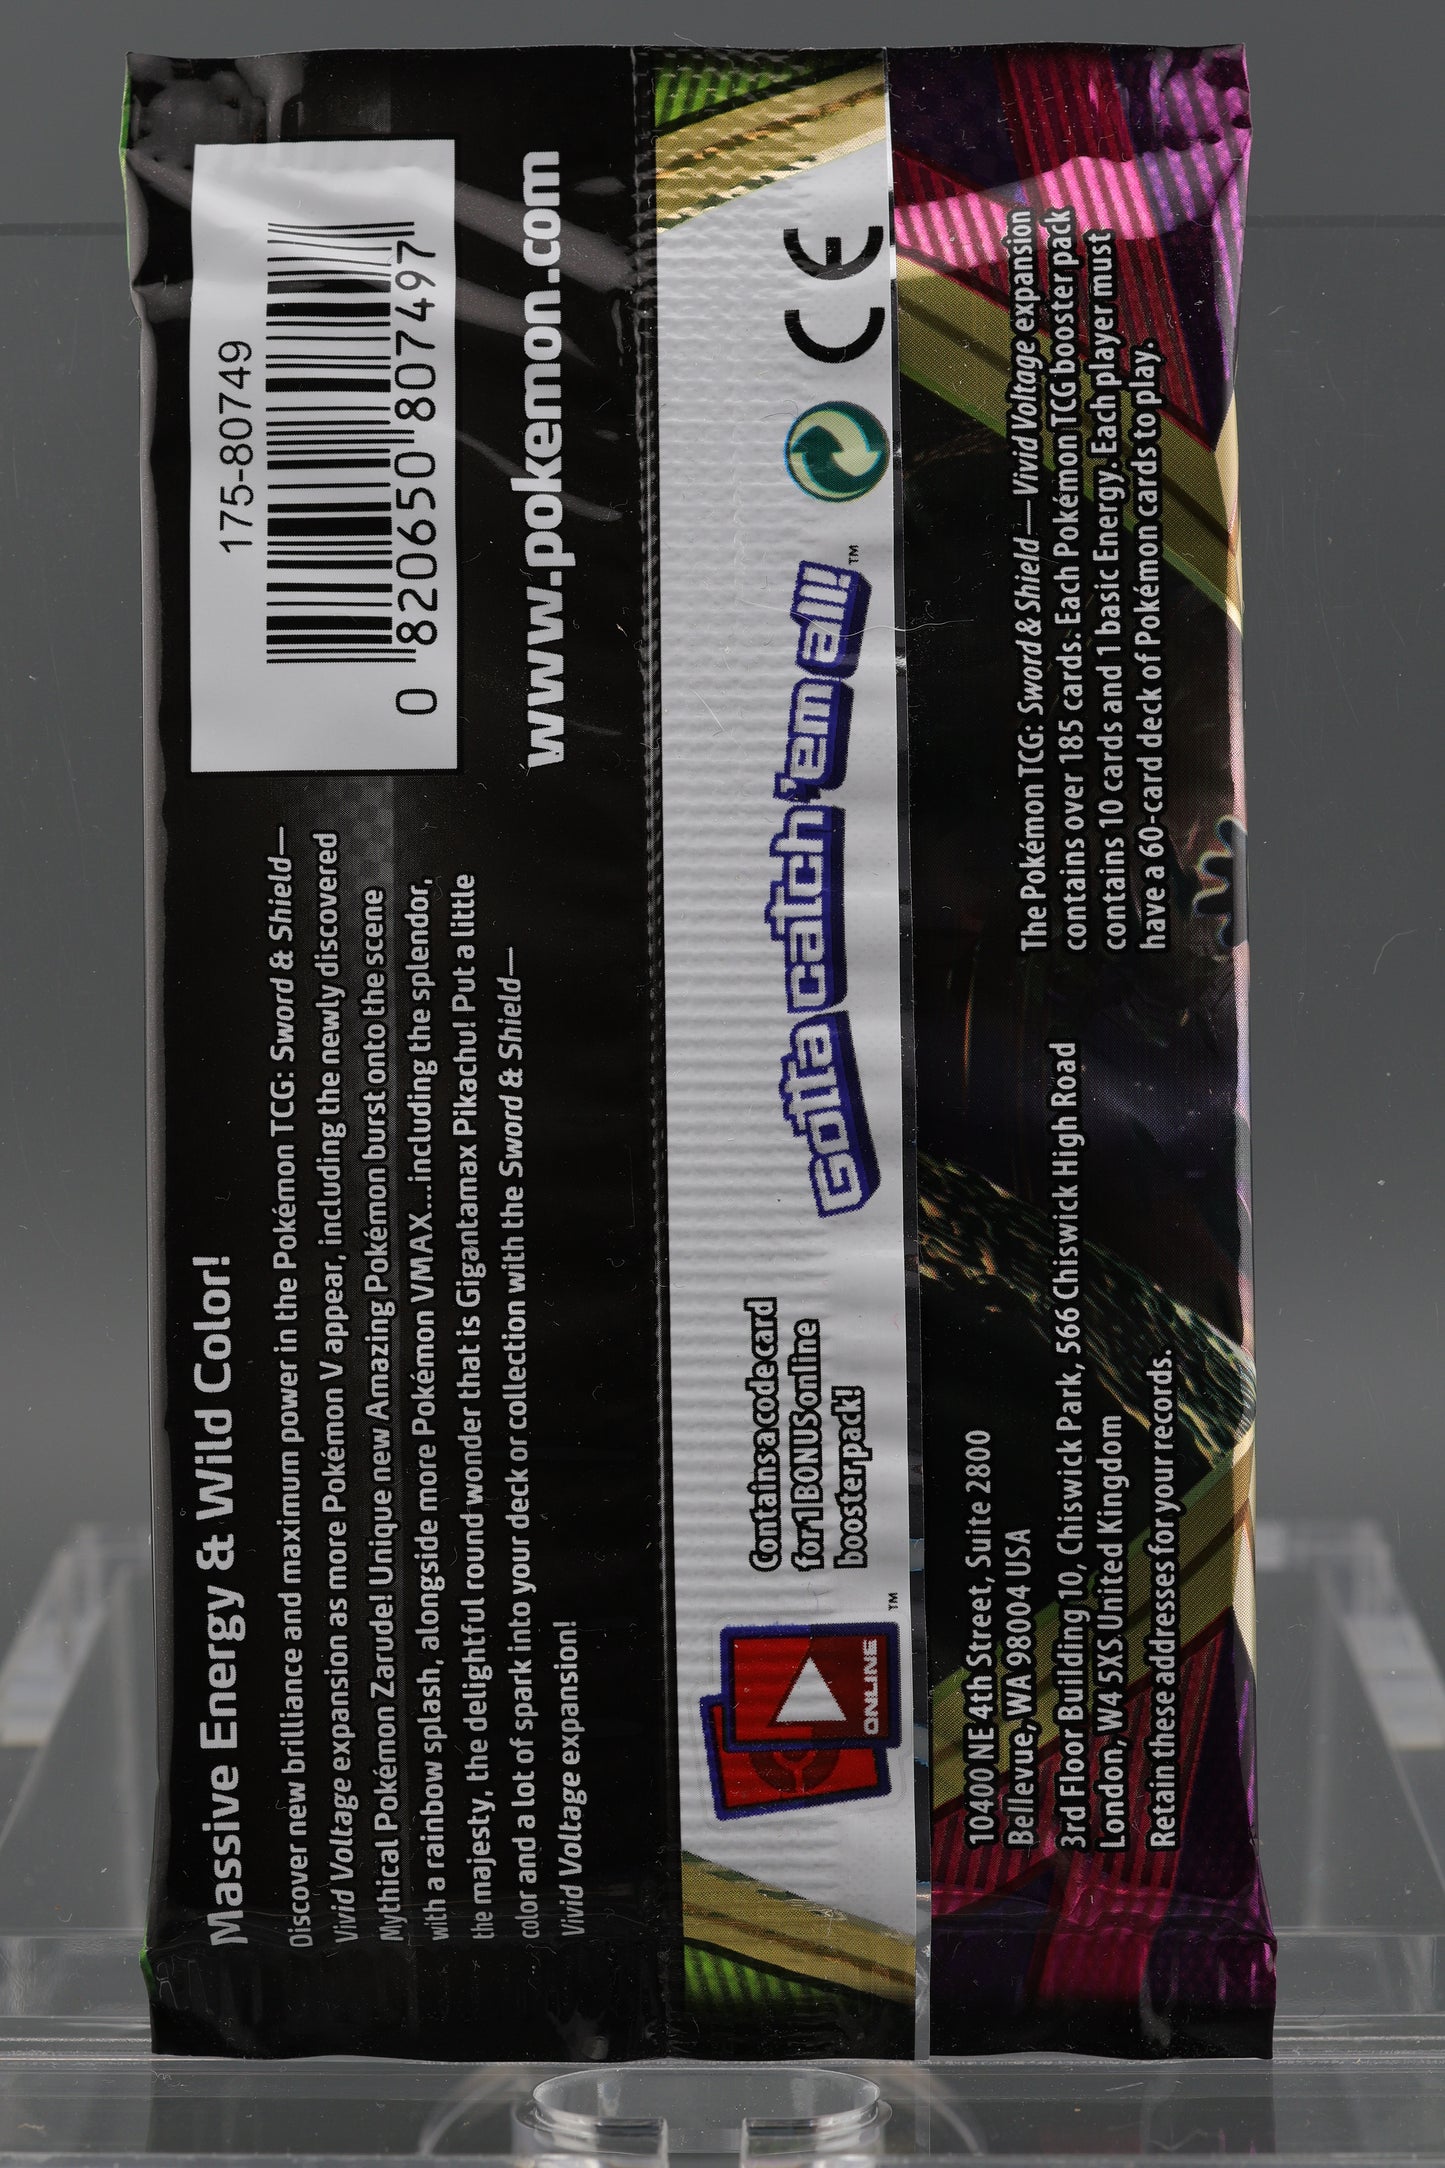 Massive Energy & Wild Color!
Discover new brilliance and maximum power in the Pokémon TCG: Sword & Shield—
Vivid Voltage expansion as more Pokémon V appear, including the newly discovered
Mythical Pokémon Zarude! Unique new Amazing Pokémon burst onto the scene
with a rainbow splash, alongside more Pokémon VMAX...including the splendor,
the majesty, the delightful round wonder that is Gigantamax Pikachu! Put a little
color and a lot of spark into your deck or collection with the Sword & Shield—
Vivid Voltage expansion!
175-80749
0 820650 807497
www.pokemon.com
ONLINE
TM
Contains a code card
for 1 BONUS online
booster pack!
Gotta catch 'em all!
TM
CE
10400 NE 4th Street, Suite 2800
Bellevue, WA 98004 USA
3rd Floor Building 10, Chiswick Park, 566 Chiswick High Road
London, W4 5XS United Kingdom
Retain these addresses for your records.
The Pokémon TCG: Sword & Shield — Vivid Voltage expansion
contains over 185 cards. Each Pokémon TCG booster pack
contains 10 cards and 1 basic Energy. Each player must
have a 60-card deck of Pokémon cards to play.